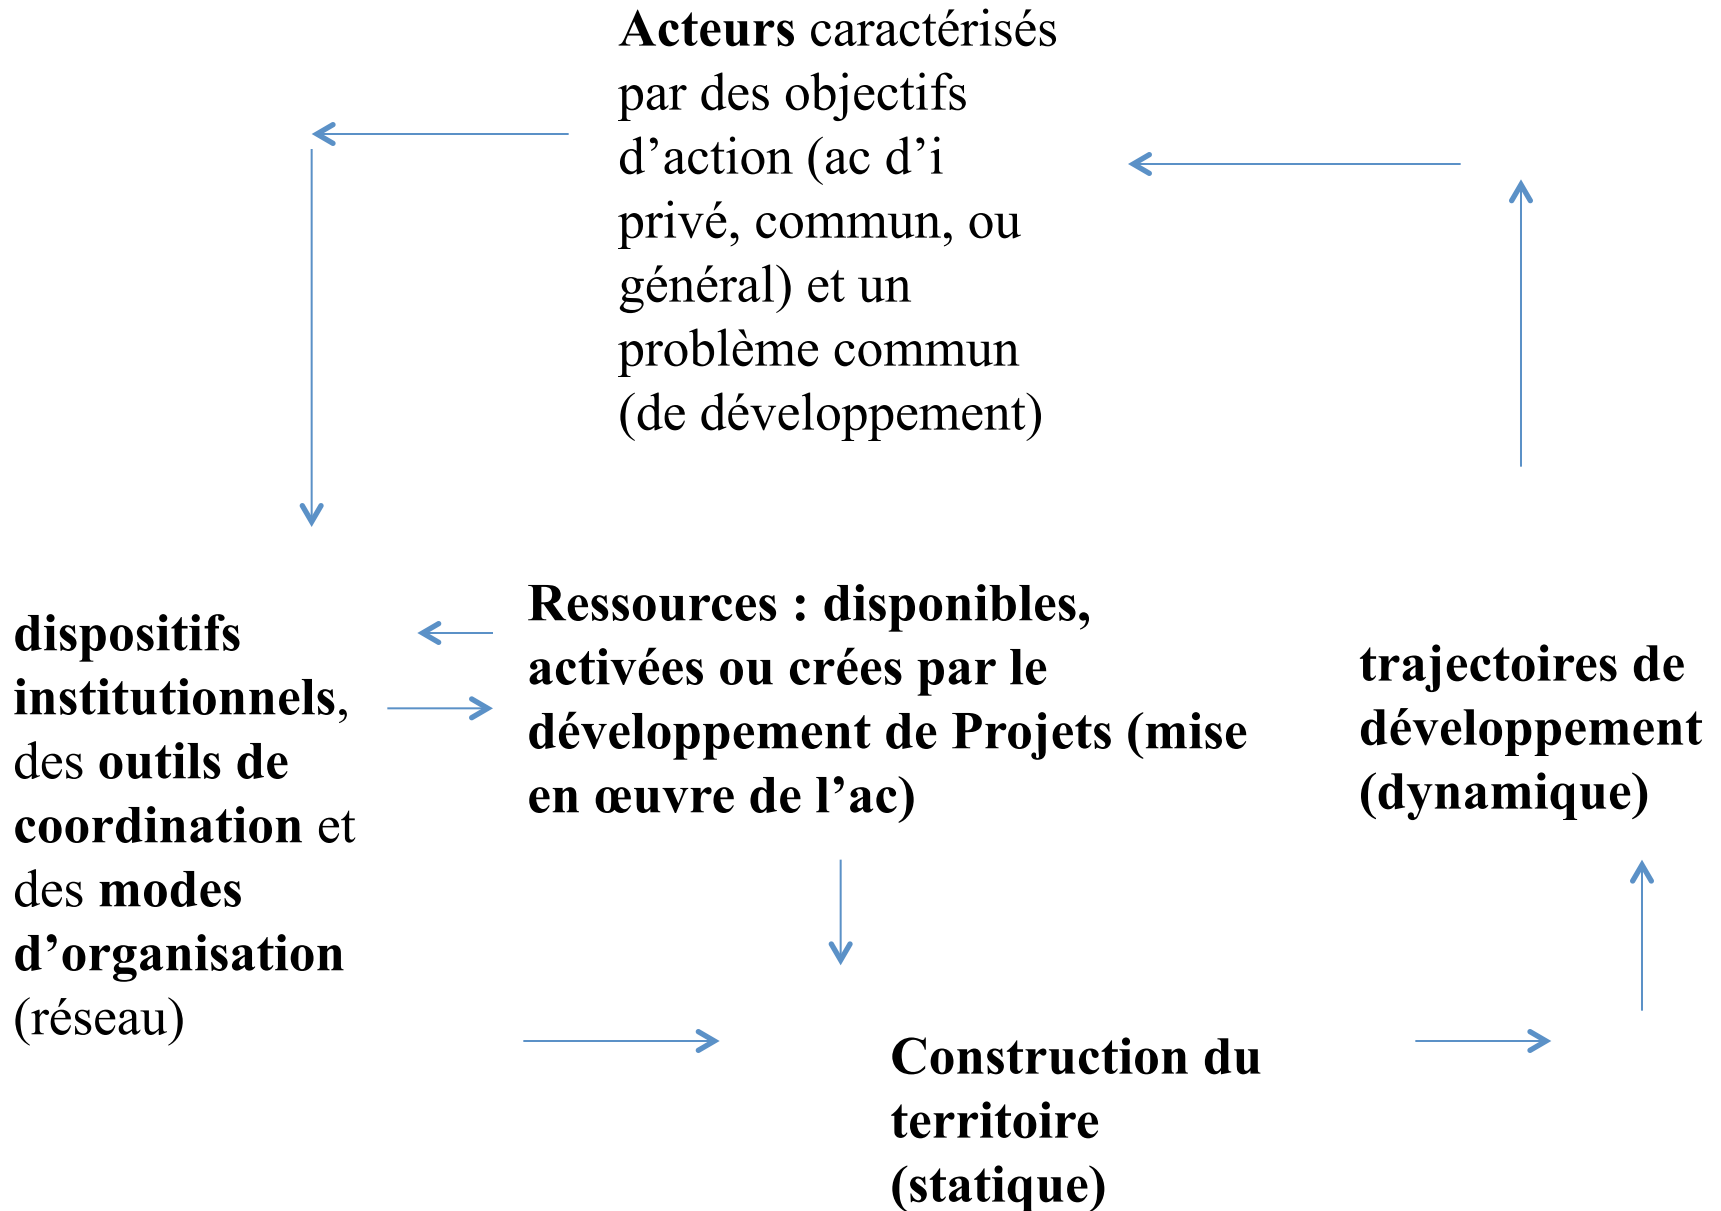 Acteurs caractérisés
par des objectifs
d’action (ac d’i
privé, commun, ou
général) et un
problème commun
(de développement)
dispositifs
institutionnels,
des outils de
coordination et
des modes
d’organisation
(réseau)
Ressources : disponibles,
activées ou crées par le
développement de Projets (mise
en œuvre de l’ac)
trajectoires de
développement
(dynamique)
Construction du
territoire
(statique)